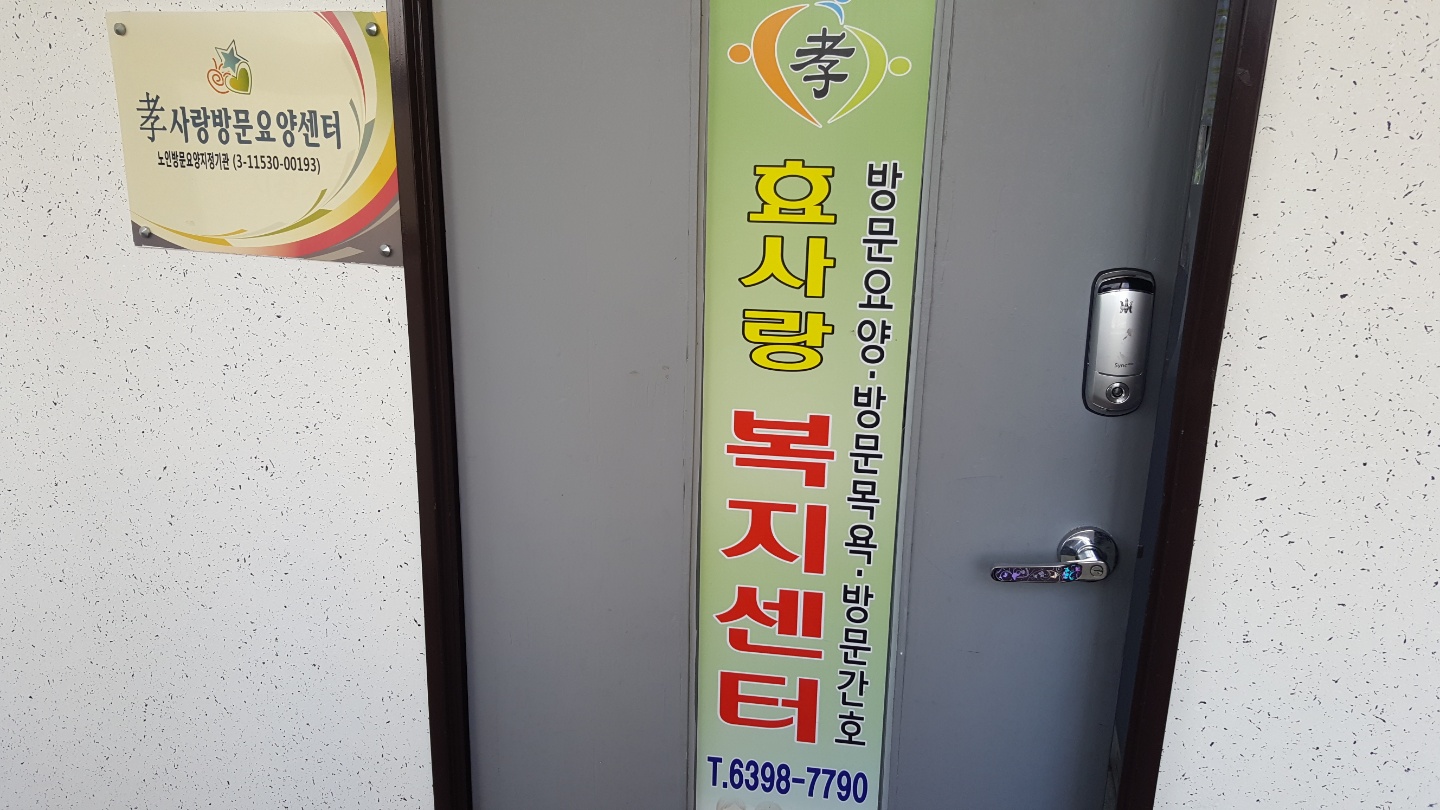 孝사랑방문요양센터
노인방문요양지정기관 (3-11530-00193)
孝
효사랑 복지센터
방문요양·방문목욕·방문간호
T.6398-7790